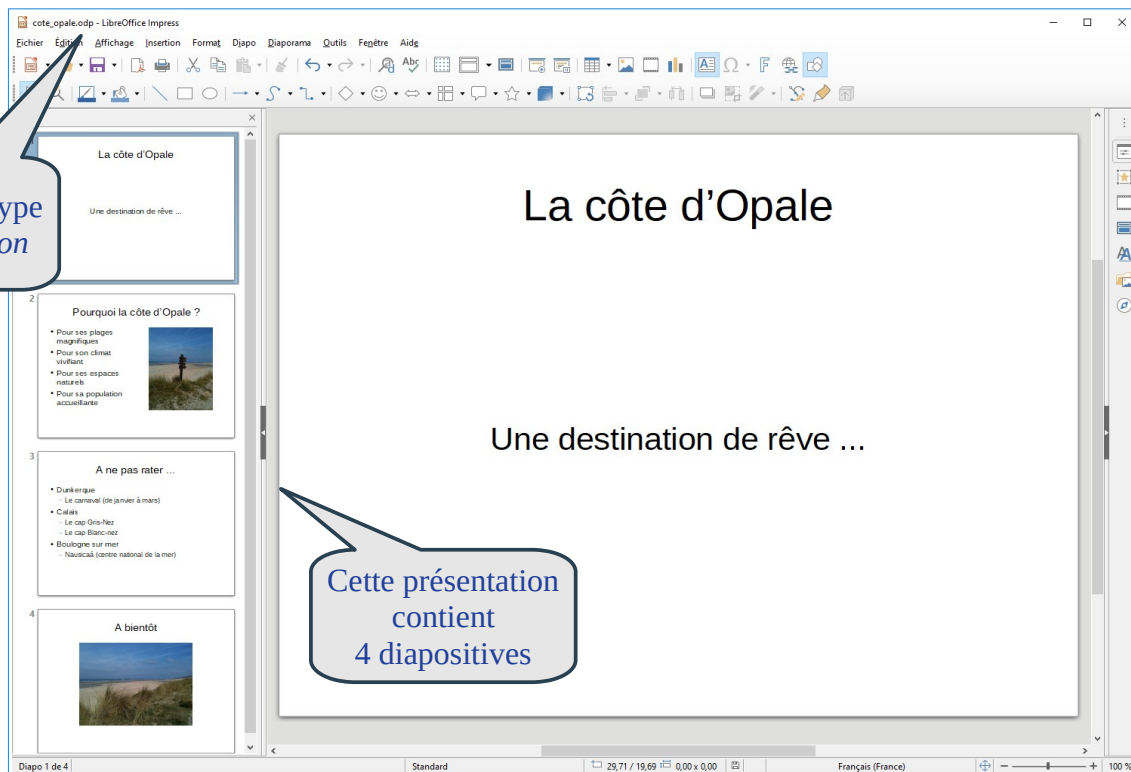 cote_opale.odp - LibreOffice Impress
Fichier Édition Affichage Insertion Format Diapo Diaporama Outils Fenêtre Aide
La côte d'Opale
Une destination de rêve ...
ype
on
2
Pourquoi la côte d'Opale ?
• Pour ses plages
magnifiques
• Pour son climat
vivifiant
• Pour ses espaces
naturels
• Pour sa population
accueillante
3
A ne pas rater ...
• Dunkerque
– Le carnaval (de janvier à mars)
• Calais
– Le cap Gris-Nez
– Le cap Blanc-nez
• Boulogne sur mer
– Nausicaá (centre national de la mer)
4
A bientôt
La côte d’Opale
Une destination de rêve ...
Cette présentation
contient
4 diapositives
Diapo 1 de 4 Standard 29,71 / 19,69 0,00 x 0,00 Français (France) 100 %